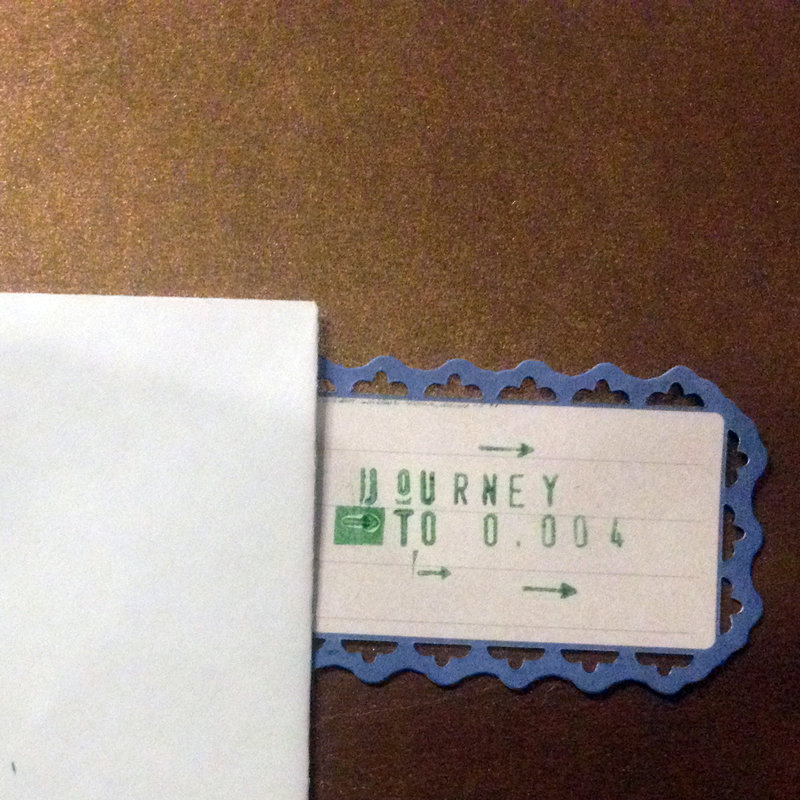 →
JOURNEY
→ TO 0.004
→ →